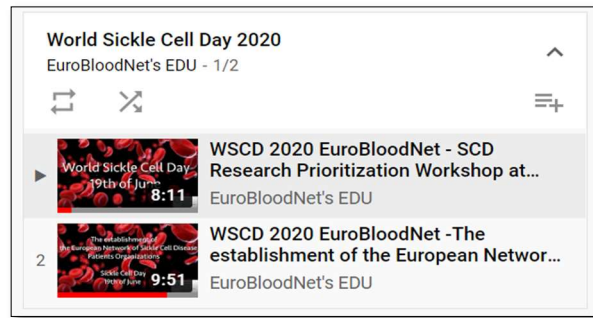 World Sickle Cell Day 2020
EuroBloodNet's EDU - 1/2
World Sickle Cell Day
19th of June
8:11
WSCD 2020 EuroBloodNet - SCD
Research Prioritization Workshop at...
EuroBloodNet's EDU
2
The establishment of
the European Network of Sickle Cell Disease
Patients Organizations
Sickle Cell Day
19th of June
9:51
WSCD 2020 EuroBloodNet -The
establishment of the European Networ...
EuroBloodNet's EDU